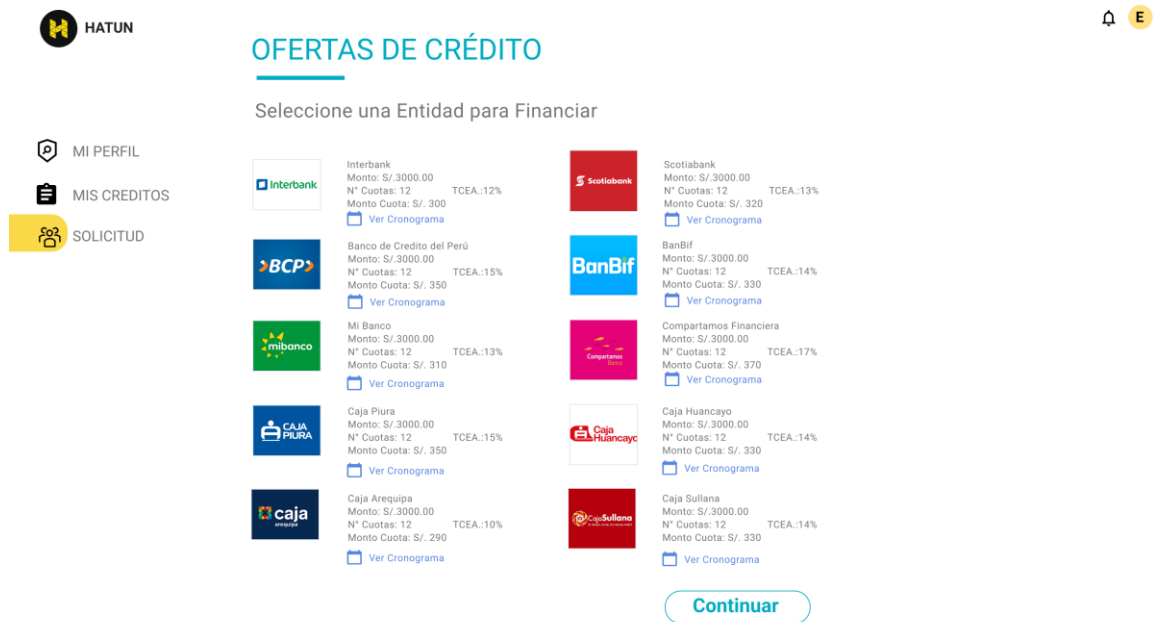 HATUN
E
OFERTAS DE CRÉDITO
Seleccione una Entidad para Financiar
MI PERFIL
MIS CREDITOS
SOLICITUD
Interbank
Interbank
Monto: S/.3000.00
N° Cuotas: 12 TCEA.:12%
Monto Cuota: S/. 300
Ver Cronograma
Scotiabank
Scotiabank
Monto: S/.3000.00
N° Cuotas: 12 TCEA.:13%
Monto Cuota: S/. 320
Ver Cronograma
BCP
Banco de Credito del Perú
Monto: S/.3000.00
N° Cuotas: 12 TCEA.:15%
Monto Cuota: S/. 350
Ver Cronograma
BanBif
BanBif
Monto: S/.3000.00
N° Cuotas: 12 TCEA.:14%
Monto Cuota: S/. 330
Ver Cronograma
mibanco
Mi Banco
Monto: S/.3000.00
N° Cuotas: 12 TCEA.:13%
Monto Cuota: S/. 310
Ver Cronograma
Compartamos
Banco
Compartamos Financiera
Monto: S/.3000.00
N° Cuotas: 12 TCEA.:17%
Monto Cuota: S/. 370
Ver Cronograma
CAJA
PIURA
Caja Piura
Monto: S/.3000.00
N° Cuotas: 12 TCEA.:15%
Monto Cuota: S/. 350
Ver Cronograma
Caja
Huancayo
Caja Huancayo
Monto: S/.3000.00
N° Cuotas: 12 TCEA.:14%
Monto Cuota: S/. 330
Ver Cronograma
caja
arequipa
Caja Arequipa
Monto: S/.3000.00
N° Cuotas: 12 TCEA.:10%
Monto Cuota: S/. 290
Ver Cronograma
CajaSullana
Caja Sullana
Monto: S/.3000.00
N° Cuotas: 12 TCEA.:14%
Monto Cuota: S/. 330
Ver Cronograma
Continuar